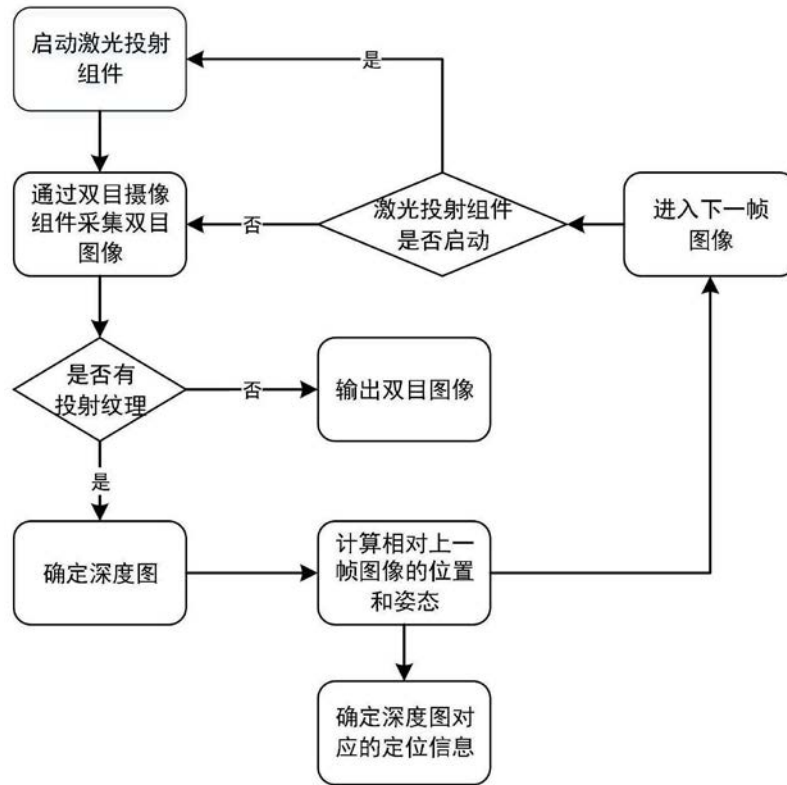 启动激光投射
组件
是
通过双目摄像
组件采集双目
图像
否
激光投射组件
是否启动
进入下一帧
图像
是否有
投射纹理
否
输出双目图像
是
确定深度图
计算相对上一
帧图像的位置
和姿态
确定深度图对
应的定位信息